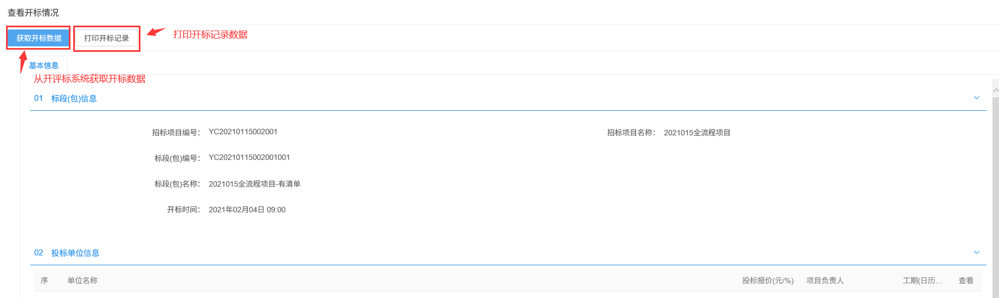 查看开标情况
获取开标数据 打印开标记录 打印开标记录数据
基本信息
从开评标系统获取开标数据
01 标段(包)信息
招标项目编号： YC20210115002001 招标项目名称： 2021015全流程项目
标段(包)编号： YC20210115002001001
标段(包)名称： 2021015全流程项目-有清单
开标时间： 2021年02月04日 09:00
02 投标单位信息
序 单位名称 投标报价(元/%) 项目负责人 工期(日历... 查看